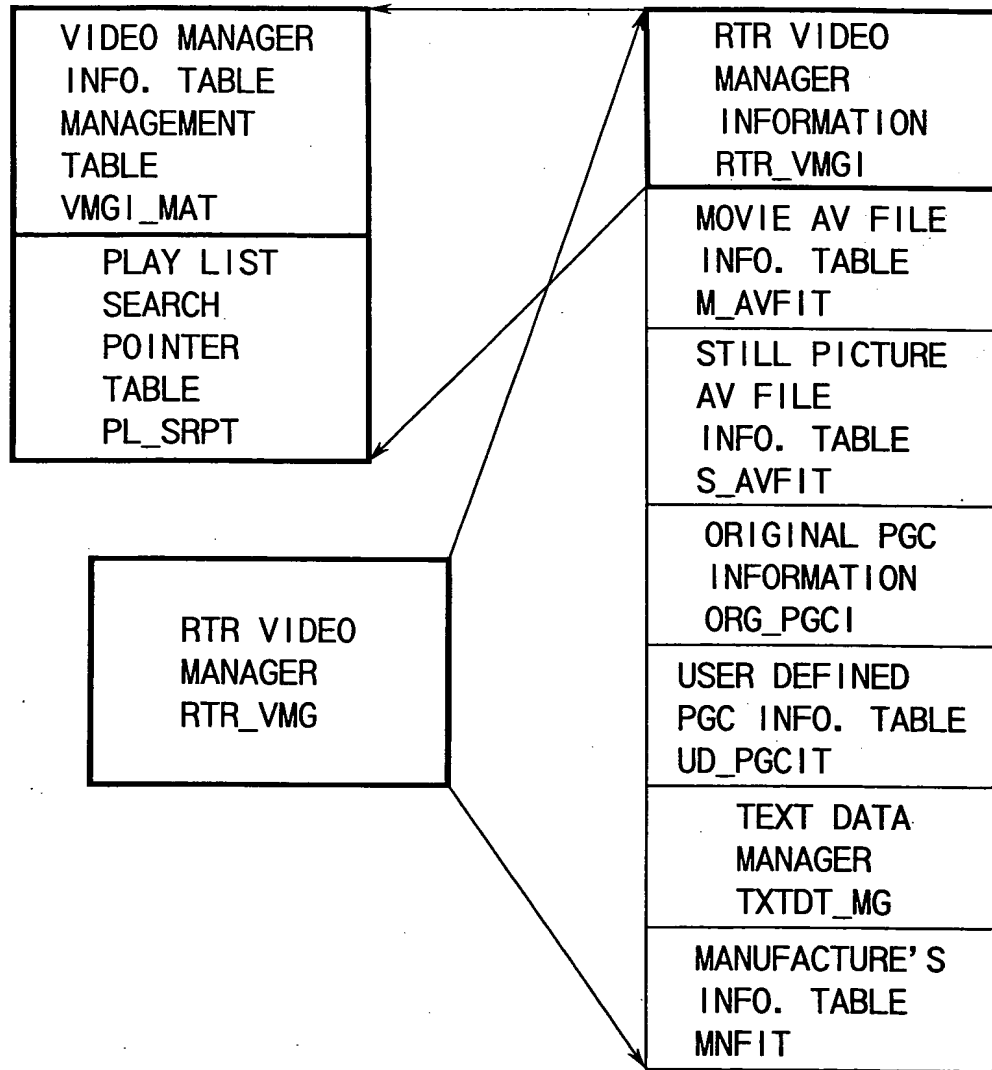 VIDEO MANAGER
INFO. TABLE
MANAGEMENT
TABLE
VMGI_MAT
PLAY LIST
SEARCH
POINTER
TABLE
PL_SRPT
RTR VIDEO
MANAGER
RTR_VMG
RTR VIDEO
MANAGER
INFORMATION
RTR_VMGI
MOVIE AV FILE
INFO. TABLE
M_AVFIT
STILL PICTURE
AV FILE
INFO. TABLE
S_AVFIT
ORIGINAL PGC
INFORMATION
ORG_PGCI
USER DEFINED
PGC INFO. TABLE
UD_PGCIT
TEXT DATA
MANAGER
TXTDT_MG
MANUFACTURE'S
INFO. TABLE
MNFIT